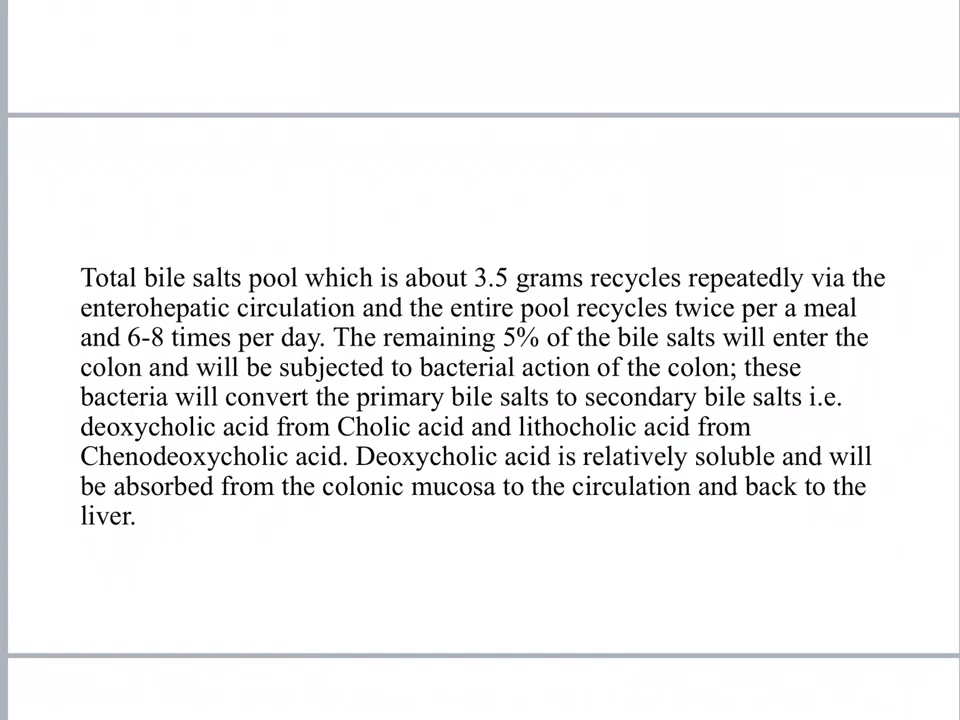 Total bile salts pool which is about 3.5 grams recycles repeatedly via the
enterohepatic circulation and the entire pool recycles twice per a meal
and 6-8 times per day. The remaining 5% of the bile salts will enter the
colon and will be subjected to bacterial action of the colon; these
bacteria will convert the primary bile salts to secondary bile salts i.e.
deoxycholic acid from Cholic acid and lithocholic acid from
Chenodeoxycholic acid. Deoxycholic acid is relatively soluble and will
be absorbed from the colonic mucosa to the circulation and back to the
liver.